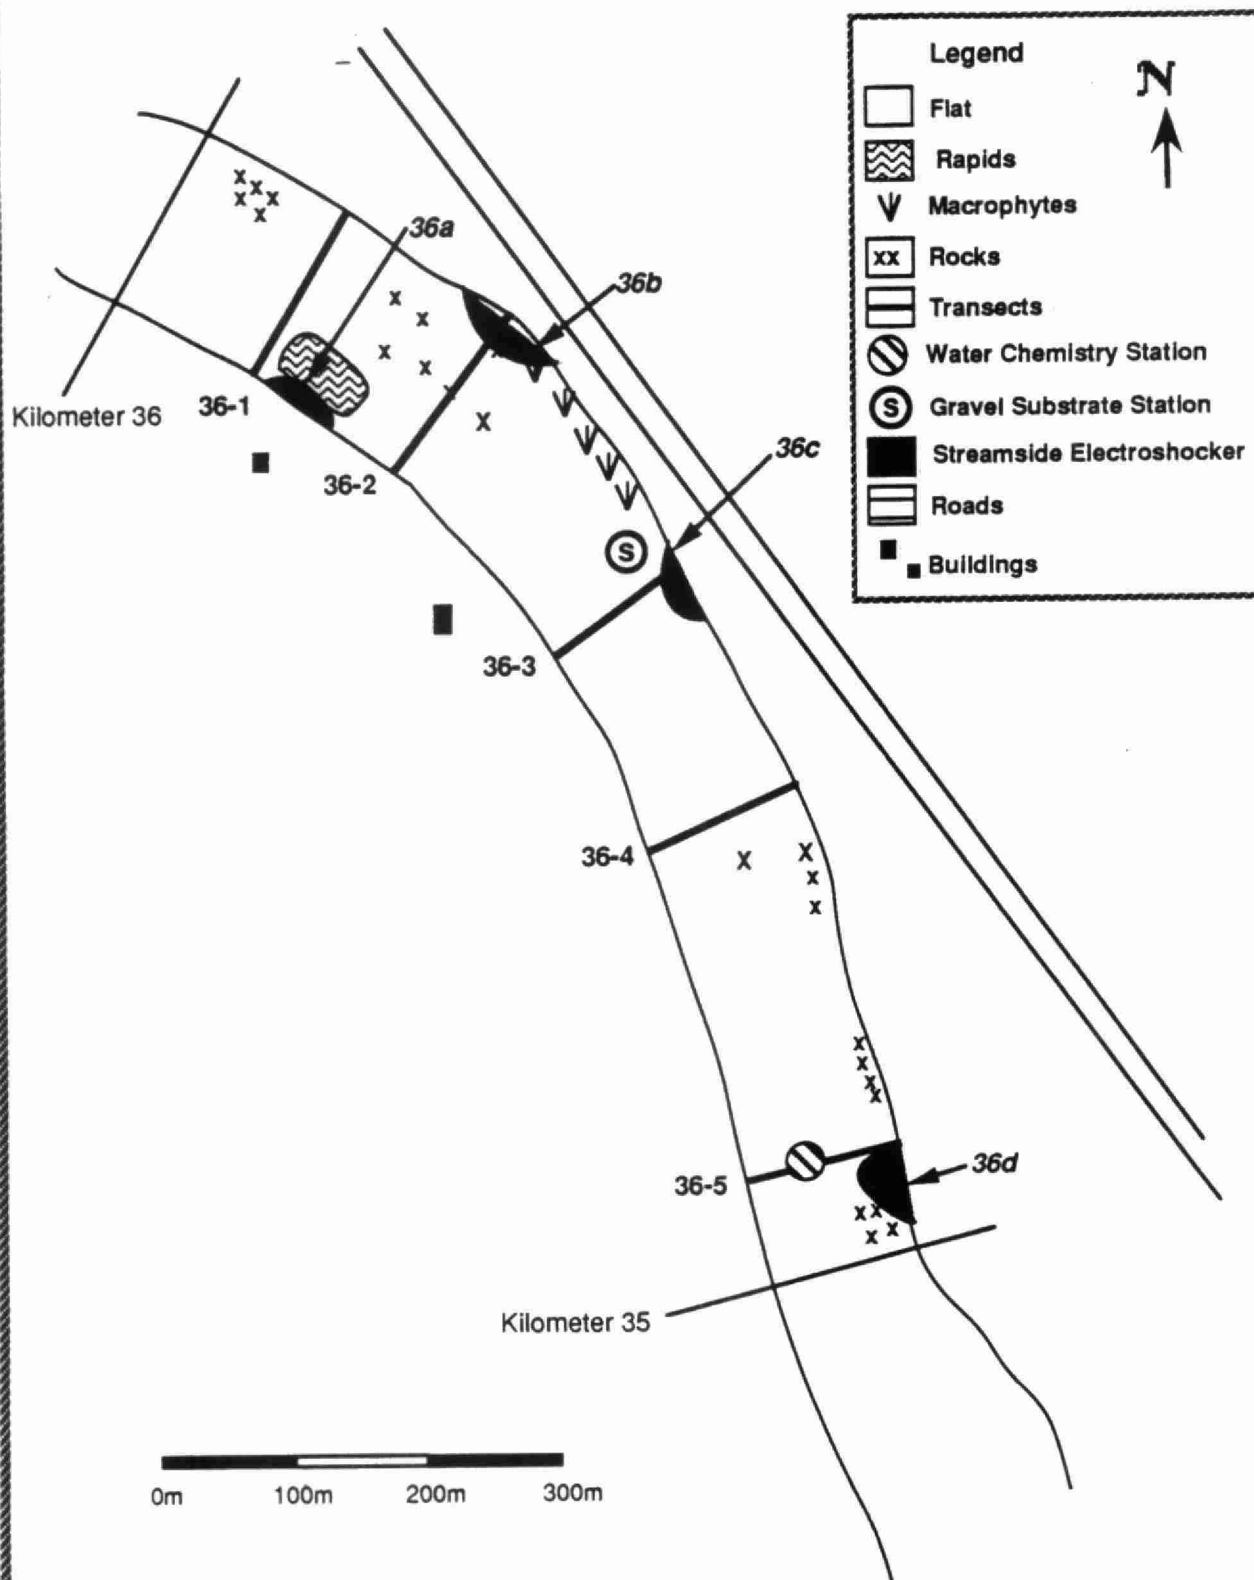 Legend
N
Flat
Rapids
Macrophytes
xx Rocks
Transects
Water Chemistry Station
S Gravel Substrate Station
Streamside Electroshocker
Roads
Buildings
36a
36b
Kilometer 36
36-1
36-2
36c
S
36-3
36-4
36-5
36d
Kilometer 35
0m 100m 200m 300m